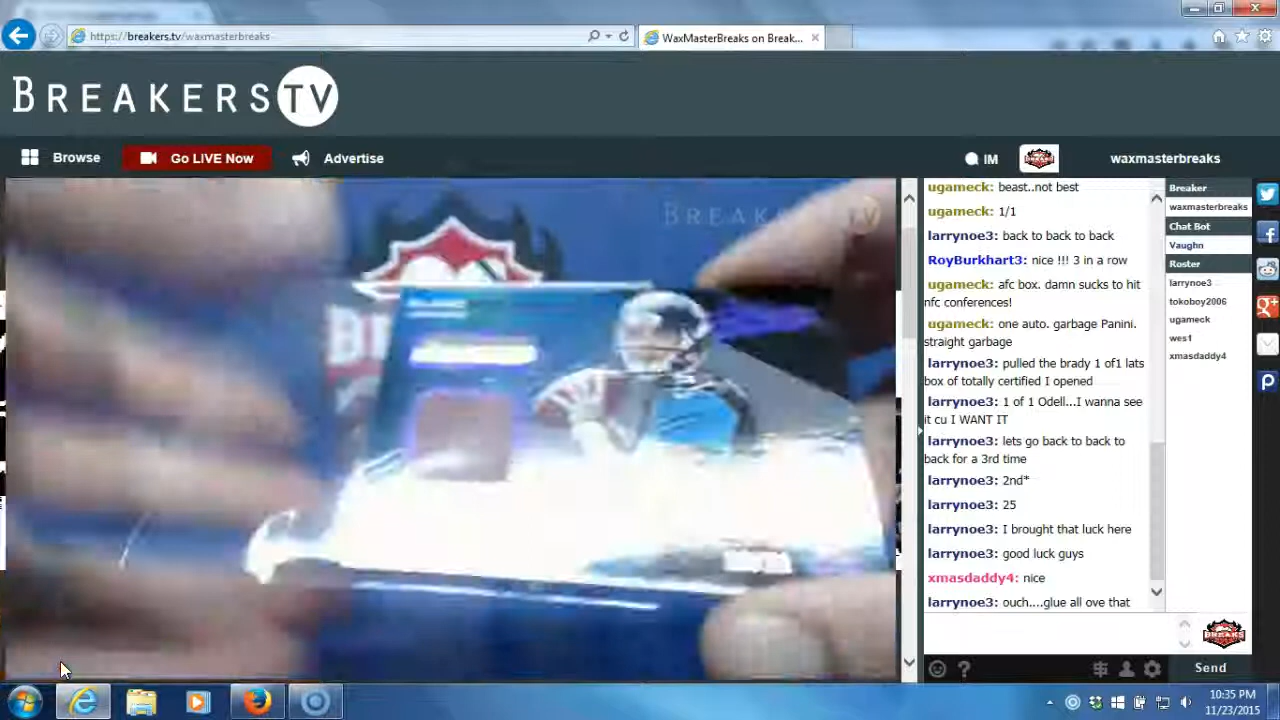 https://breakers.tv/waxmasterbreaks
WaxMasterBreaks on Break...
BREAKERS TV
Browse
Go LIVE Now
Advertise
IM
waxmasterbreaks
BREAKERS TV
ugameck: beast..not best
ugameck: 1/1
larrynoe3: back to back to back
RoyBurkhart3: nice !!! 3 in a row
ugameck: afc box. damn sucks to hit
nfc conferences!
ugameck: one auto. garbage Panini.
straight garbage
larrynoe3: pulled the brady 1 of1 lats
box of totally certified I opened
larrynoe3: 1 of 1 Odell...I wanna see
it cu I WANT IT
larrynoe3: lets go back to back to
back for a 3rd time
larrynoe3: 2nd*
larrynoe3: 25
larrynoe3: I brought that luck here
larrynoe3: good luck guys
xmasdaddy4: nice
larrynoe3: ouch....glue all ove that
Breaker
waxmasterbreaks
Chat Bot
Vaughn
Roster
larrynoe3
tokoboy2006
ugameck
wes1
xmasdaddy4
BREAKS
Send
10:35 PM
11/23/2015